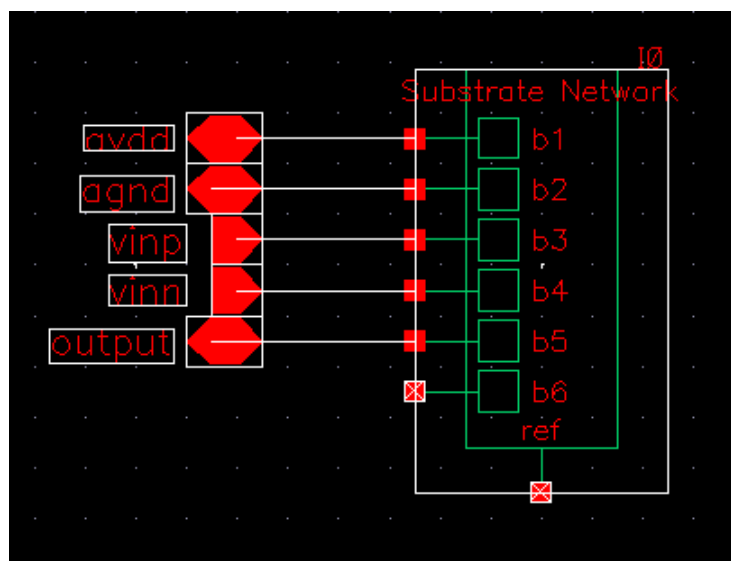 I0
Substrate Network
avdd b1
agnd b2
vinp b3
vinn b4
output b5
b6
ref